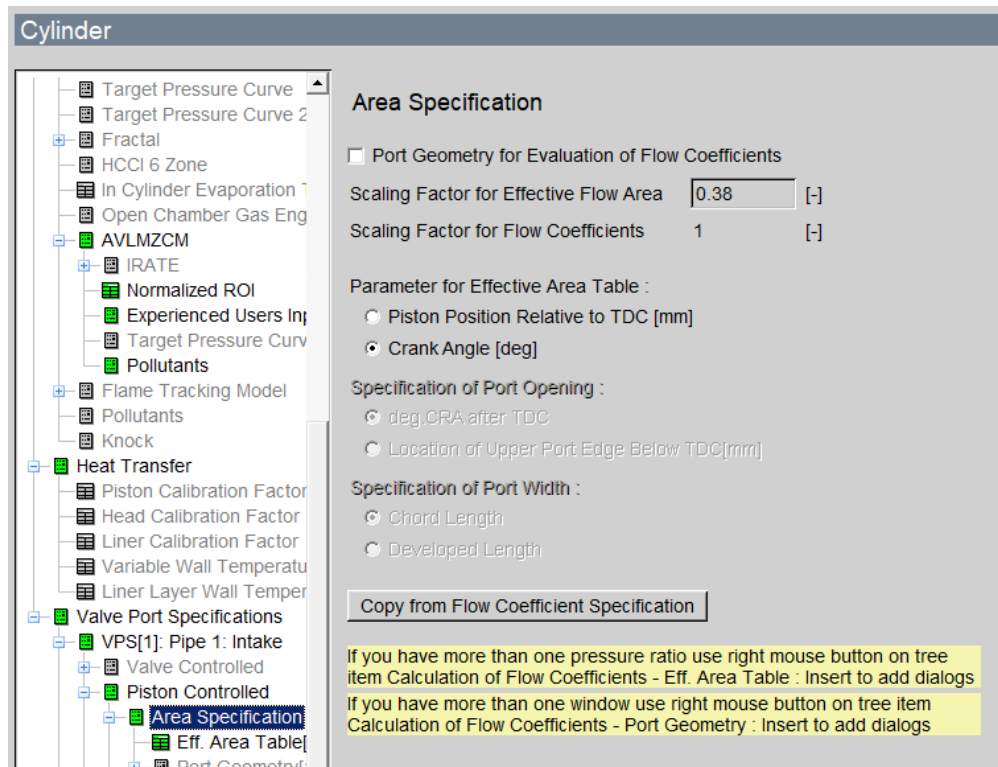 Cylinder
Target Pressure Curve
Target Pressure Curve 2
Fractal
HCCI 6 Zone
In Cylinder Evaporation
Open Chamber Gas Eng
AVLMZCM
IRATE
Normalized ROI
Experienced Users Inp
Target Pressure Curv
Pollutants
Flame Tracking Model
Pollutants
Knock
Heat Transfer
Piston Calibration Factor
Head Calibration Factor
Liner Calibration Factor
Variable Wall Temperatu
Liner Layer Wall Temper
Valve Port Specifications
VPS[1]: Pipe 1: Intake
Valve Controlled
Piston Controlled
Area Specification
Eff. Area Table[
Port Geometry[
Area Specification
Port Geometry for Evaluation of Flow Coefficients
Scaling Factor for Effective Flow Area 0.38 [-]
Scaling Factor for Flow Coefficients 1 [-]
Parameter for Effective Area Table :
Piston Position Relative to TDC [mm]
Crank Angle [deg]
Specification of Port Opening :
deg.CRA after TDC
Location of Upper Port Edge Below TDC[mm]
Specification of Port Width :
Chord Length
Developed Length
Copy from Flow Coefficient Specification
If you have more than one pressure ratio use right mouse button on tree
item Calculation of Flow Coefficients - Eff. Area Table : Insert to add dialogs
If you have more than one window use right mouse button on tree item
Calculation of Flow Coefficients - Port Geometry : Insert to add dialogs